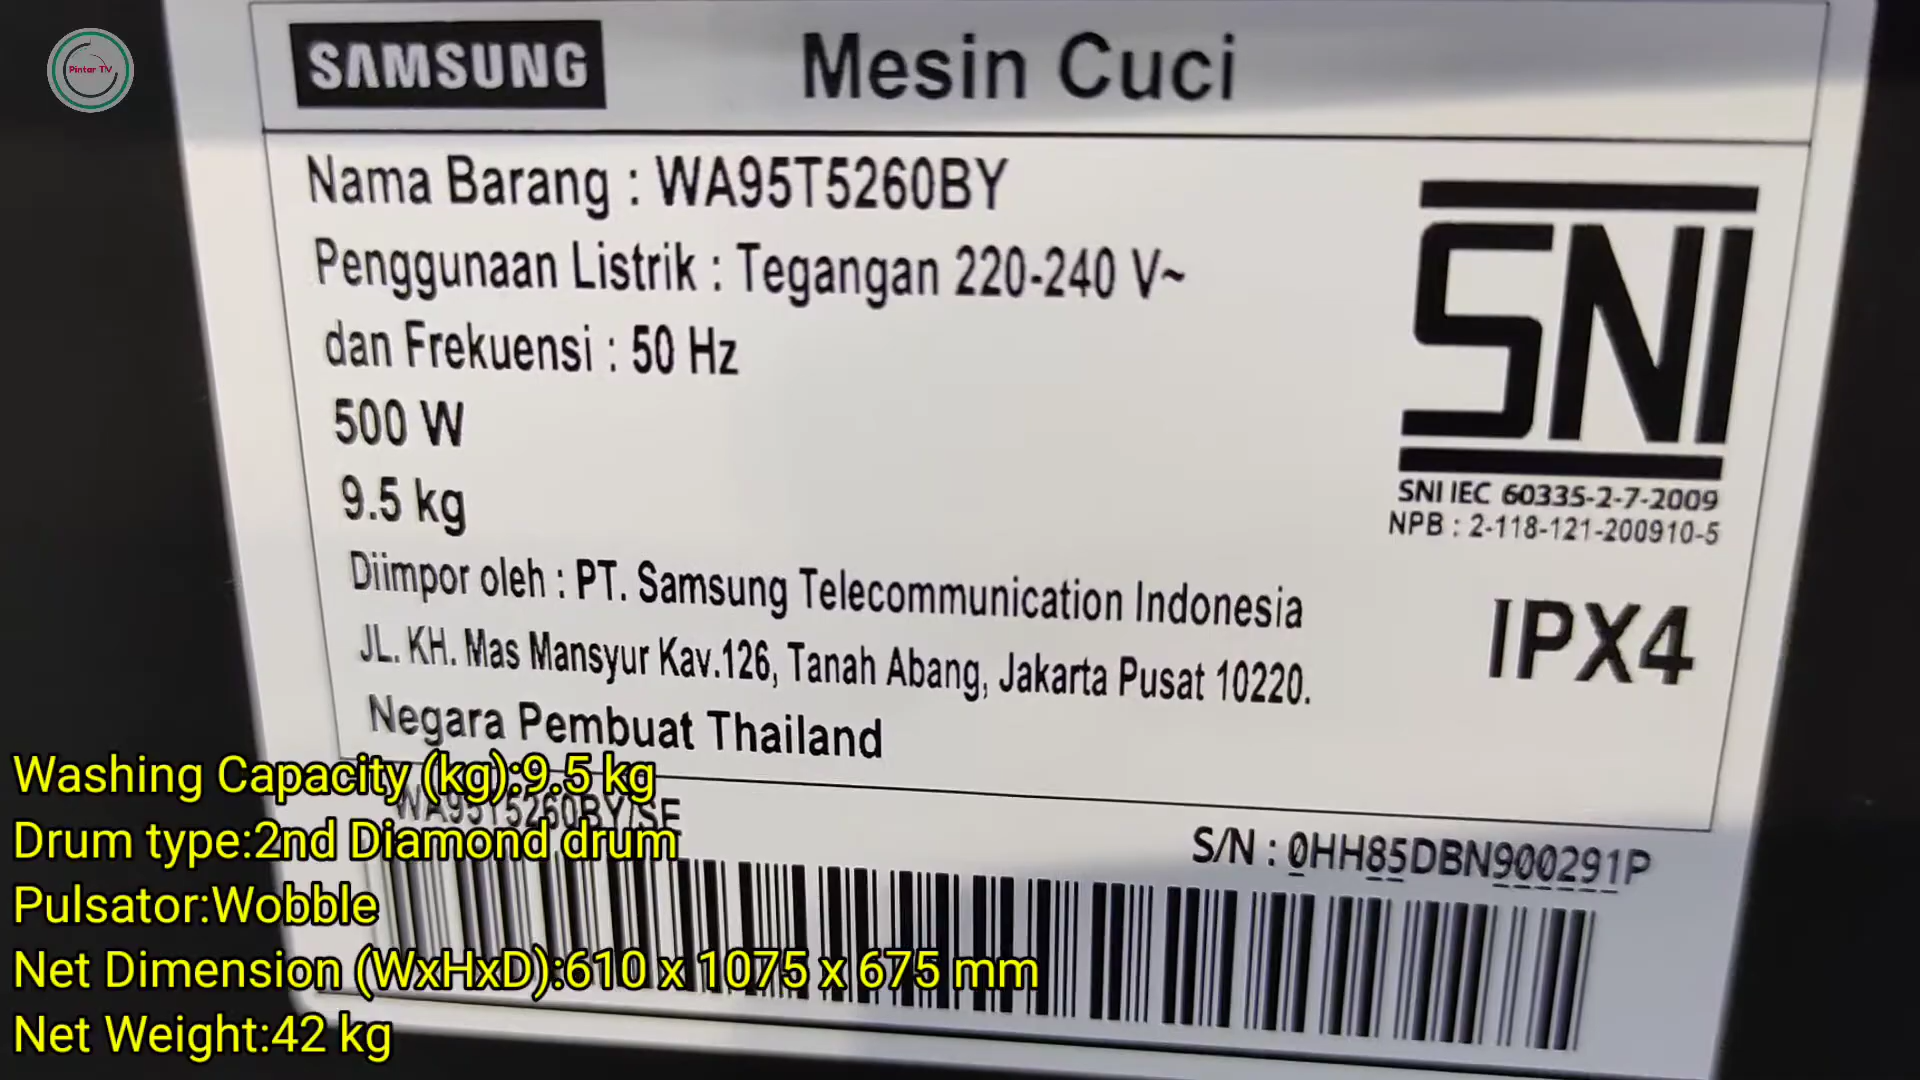 Pintar TV
SAMSUNG
Mesin Cuci
Nama Barang : WA95T5260BY
Penggunaan Listrik : Tegangan 220-240 V~
dan Frekuensi : 50 Hz
500 W
9.5 kg
Diimpor oleh : PT. Samsung Telecommunication Indonesia
JL. KH. Mas Mansyur Kav.126, Tanah Abang, Jakarta Pusat 10220.
Negara Pembuat Thailand
SNI
SNI IEC 60335-2-7-2009
NPB : 2-118-121-200910-5
IPX4
WA95T5260BY/SE
S/N : 0HH85DBN900291P
Washing Capacity (kg):9.5 kg
Drum type:2nd Diamond drum
Pulsator:Wobble
Net Dimension (WxHxD):610 x 1075 x 675 mm
Net Weight:42 kg